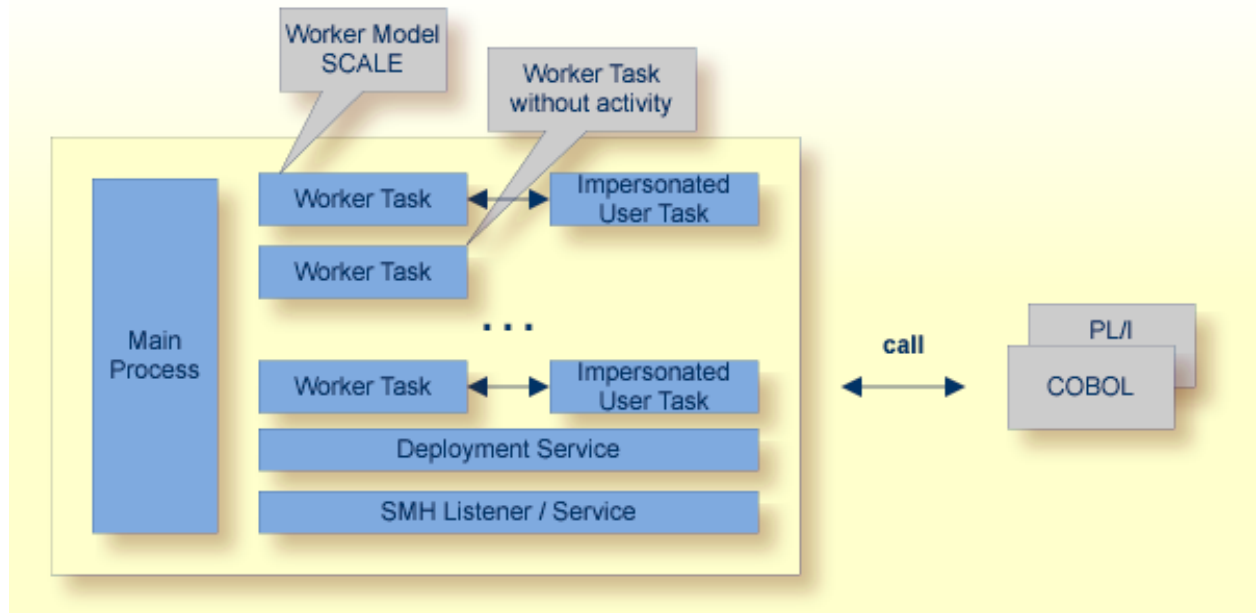 Worker Model
SCALE
Worker Task
without activity
Worker Task
Impersonated
User Task
Worker Task
...
Main
Process
Worker Task
Impersonated
User Task
Deployment Service
SMH Listener / Service
call
PL/I
COBOL